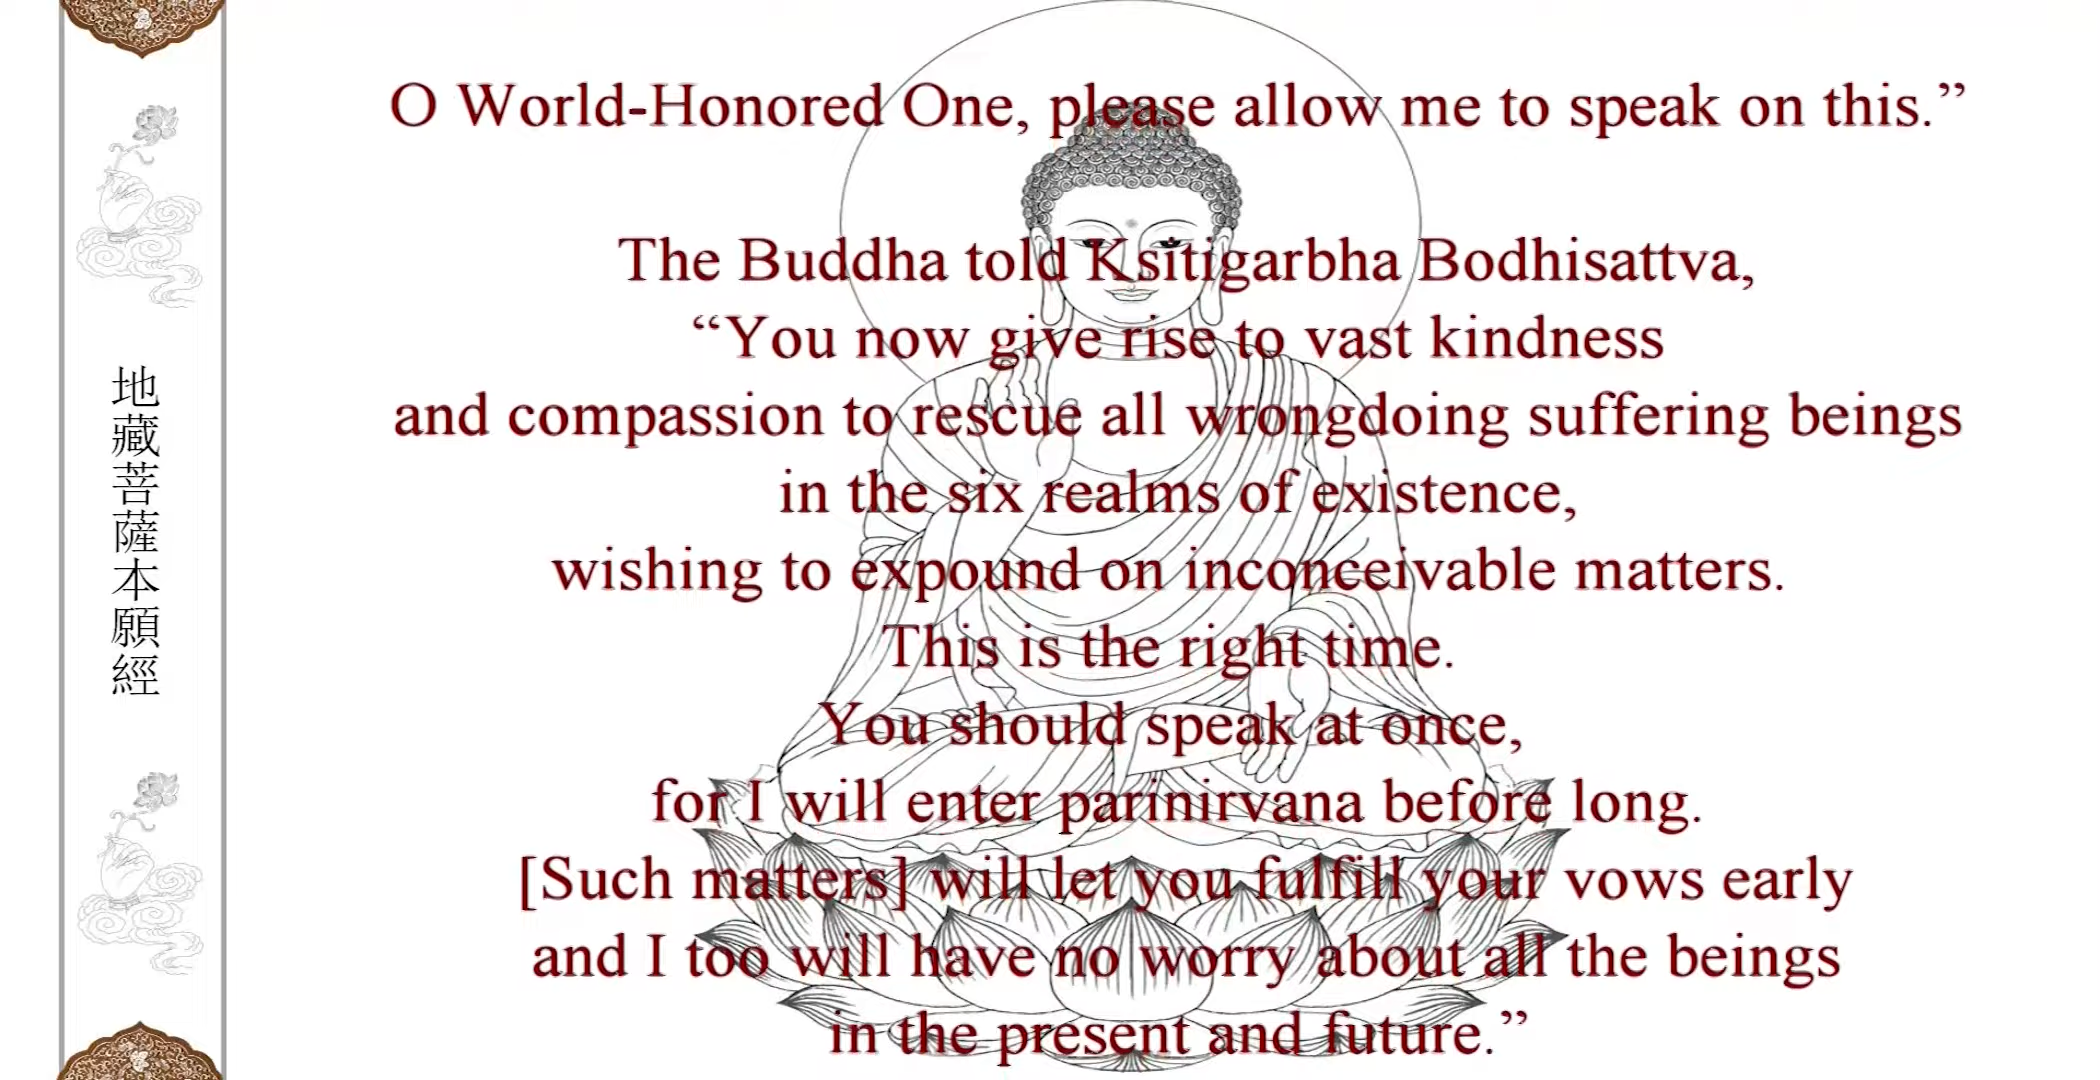 地藏菩薩本願經
O World-Honored One, please allow me to speak on this.”
The Buddha told Ksitigarbha Bodhisattva,
“You now give rise to vast kindness
and compassion to rescue all wrongdoing suffering beings
in the six realms of existence,
wishing to expound on inconceivable matters.
This is the right time.
You should speak at once,
for I will enter parinirvana before long.
[Such matters] will let you fulfill your vows early
and I too will have no worry about all the beings
in the present and future.”